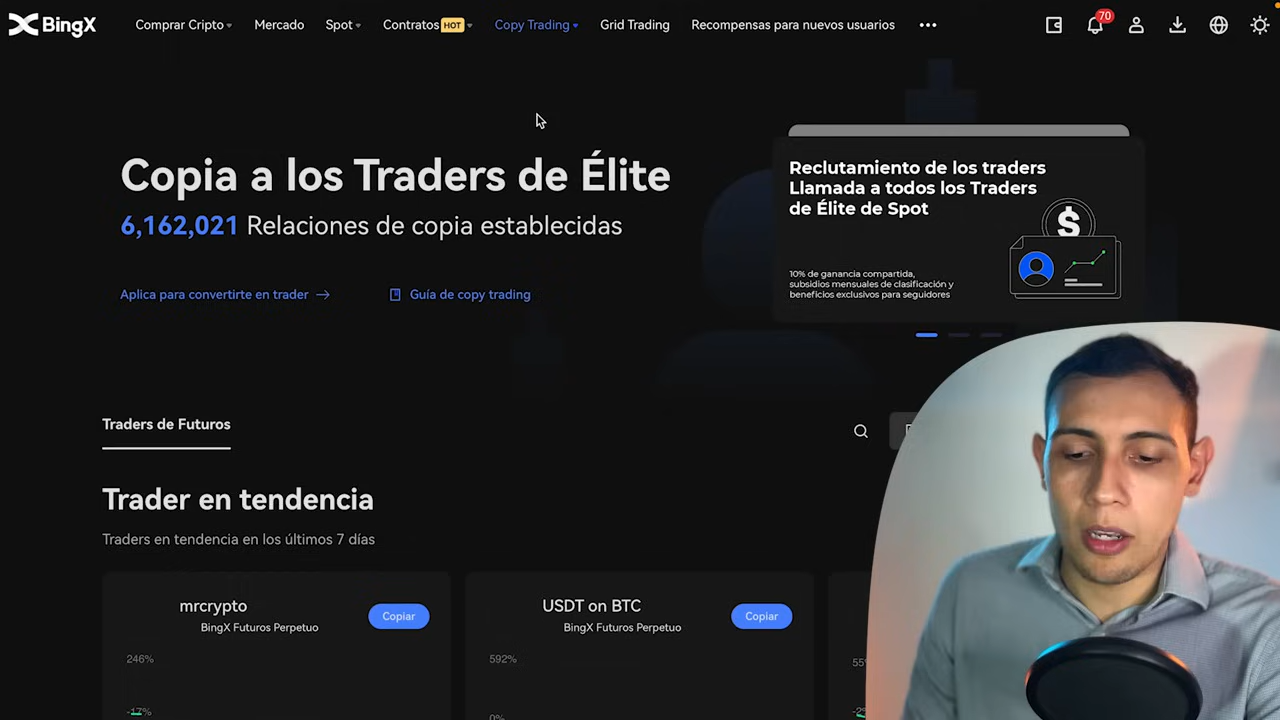 BingX
Comprar Cripto
Mercado
Spot
Contratos HOT
Copy Trading
Grid Trading
Recompensas para nuevos usuarios
70
Copia a los Traders de Élite
6,162,021 Relaciones de copia establecidas
Aplica para convertirte en trader
Guía de copy trading
Reclutamiento de los traders
Llamada a todos los Traders
de Élite de Spot
$
10% de ganancia compartida,
subsidios mensuales de clasificación y
beneficios exclusivos para seguidores
Traders de Futuros
Trader en tendencia
Traders en tendencia en los últimos 7 días
mrcrypto
BingX Futuros Perpetuo
Copiar
246%
-17%
USDT on BTC
BingX Futuros Perpetuo
Copiar
592%
0%